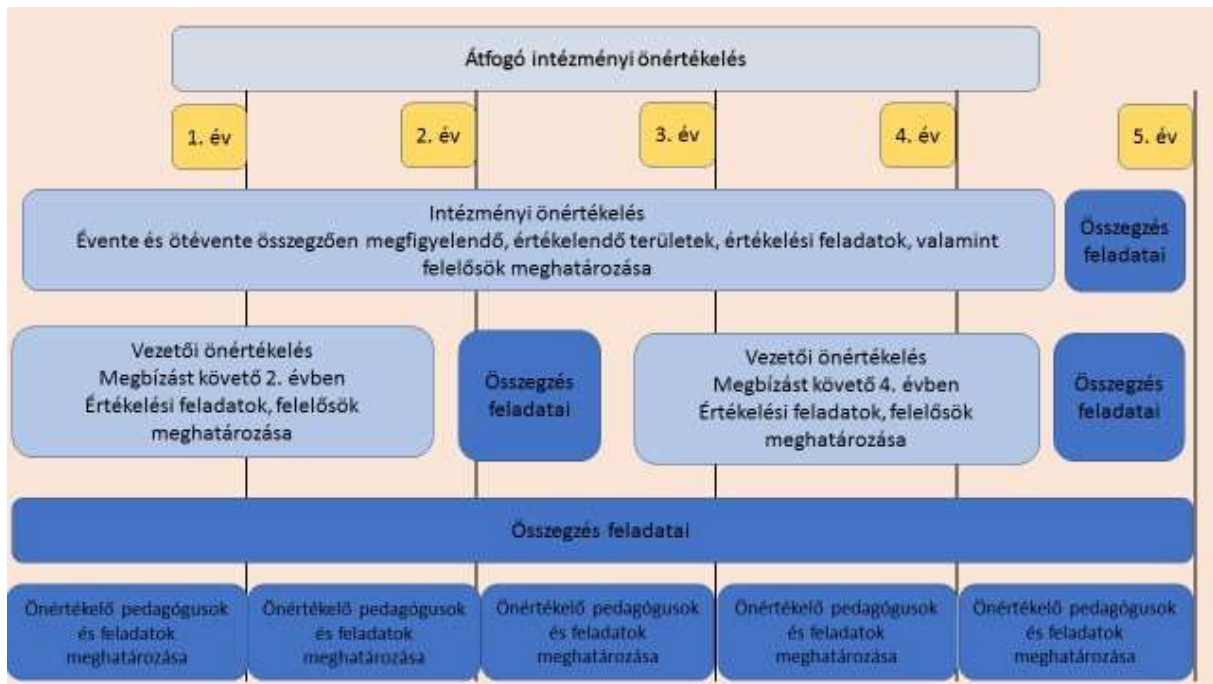 Átfogó intézményi önértékelés
1. év
2. év
3. év
4. év
5. év
Intézményi önértékelés
Évente és ötévente összegzően megfigyelendő, értékelendő területek, értékelési feladatok, valamint
felelősök meghatározása
Összegzés
feladatai
Vezetői önértékelés
Megbízást követő 2. évben
Értékelési feladatok, felelősök
meghatározása
Összegzés
feladatai
Vezetői önértékelés
Megbízást követő 4. évben
Értékelési feladatok, felelősök
meghatározása
Összegzés
feladatai
Összegzés feladatai
Önértékelő pedagógusok
és feladatok
meghatározása
Önértékelő pedagógusok
és feladatok
meghatározása
Önértékelő pedagógusok
és feladatok
meghatározása
Önértékelő pedagógusok
és feladatok
meghatározása
Önértékelő pedagógusok
és feladatok
meghatározása